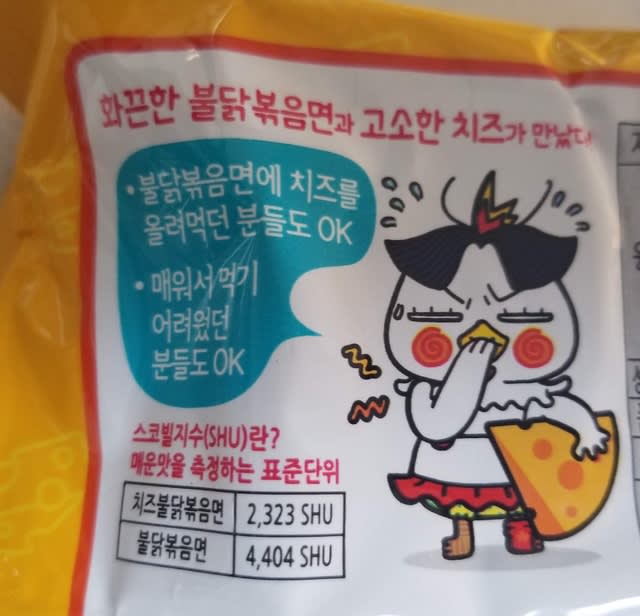 화끈한 불닭볶음면과 고소한 치즈가 만났다
• 불닭볶음면에 치즈를
올려먹던 분들도 OK
• 매워서 먹기
어려웠던
분들도 OK
스코빌지수(SHU)란?
매운맛을 측정하는 표준단위
치즈불닭볶음면 2,323 SHU
불닭볶음면 4,404 SHU